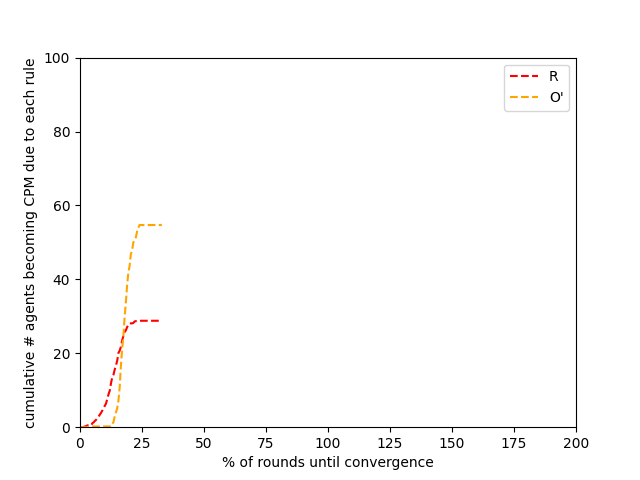 100
80
60
40
20
0
cumulative # agents becoming CPM due to each rule
R
O'
0 25 50 75 100 125 150 175 200
% of rounds until convergence